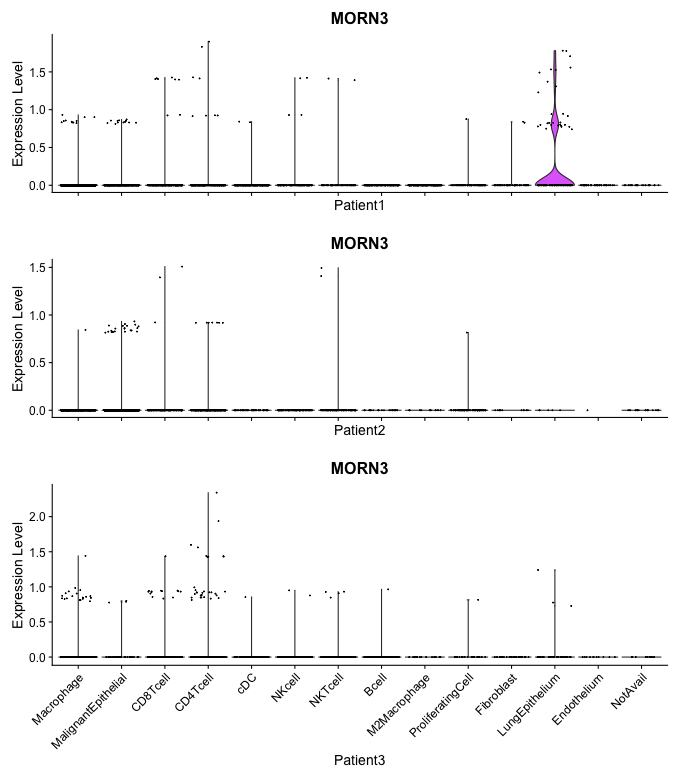 MORN3
Expression Level
1.5
1.0
0.5
0.0
Patient1
MORN3
Expression Level
1.5
1.0
0.5
0.0
Patient2
MORN3
Expression Level
2.0
1.5
1.0
0.5
0.0
Macrophage
MalignantEpithelial
CD8Tcell
CD4Tcell
cDC
NKcell
NKTcell
Bcell
M2Macrophage
ProliferatingCell
Fibroblast
LungEpithelium
Endothelium
NotAvail
Patient3